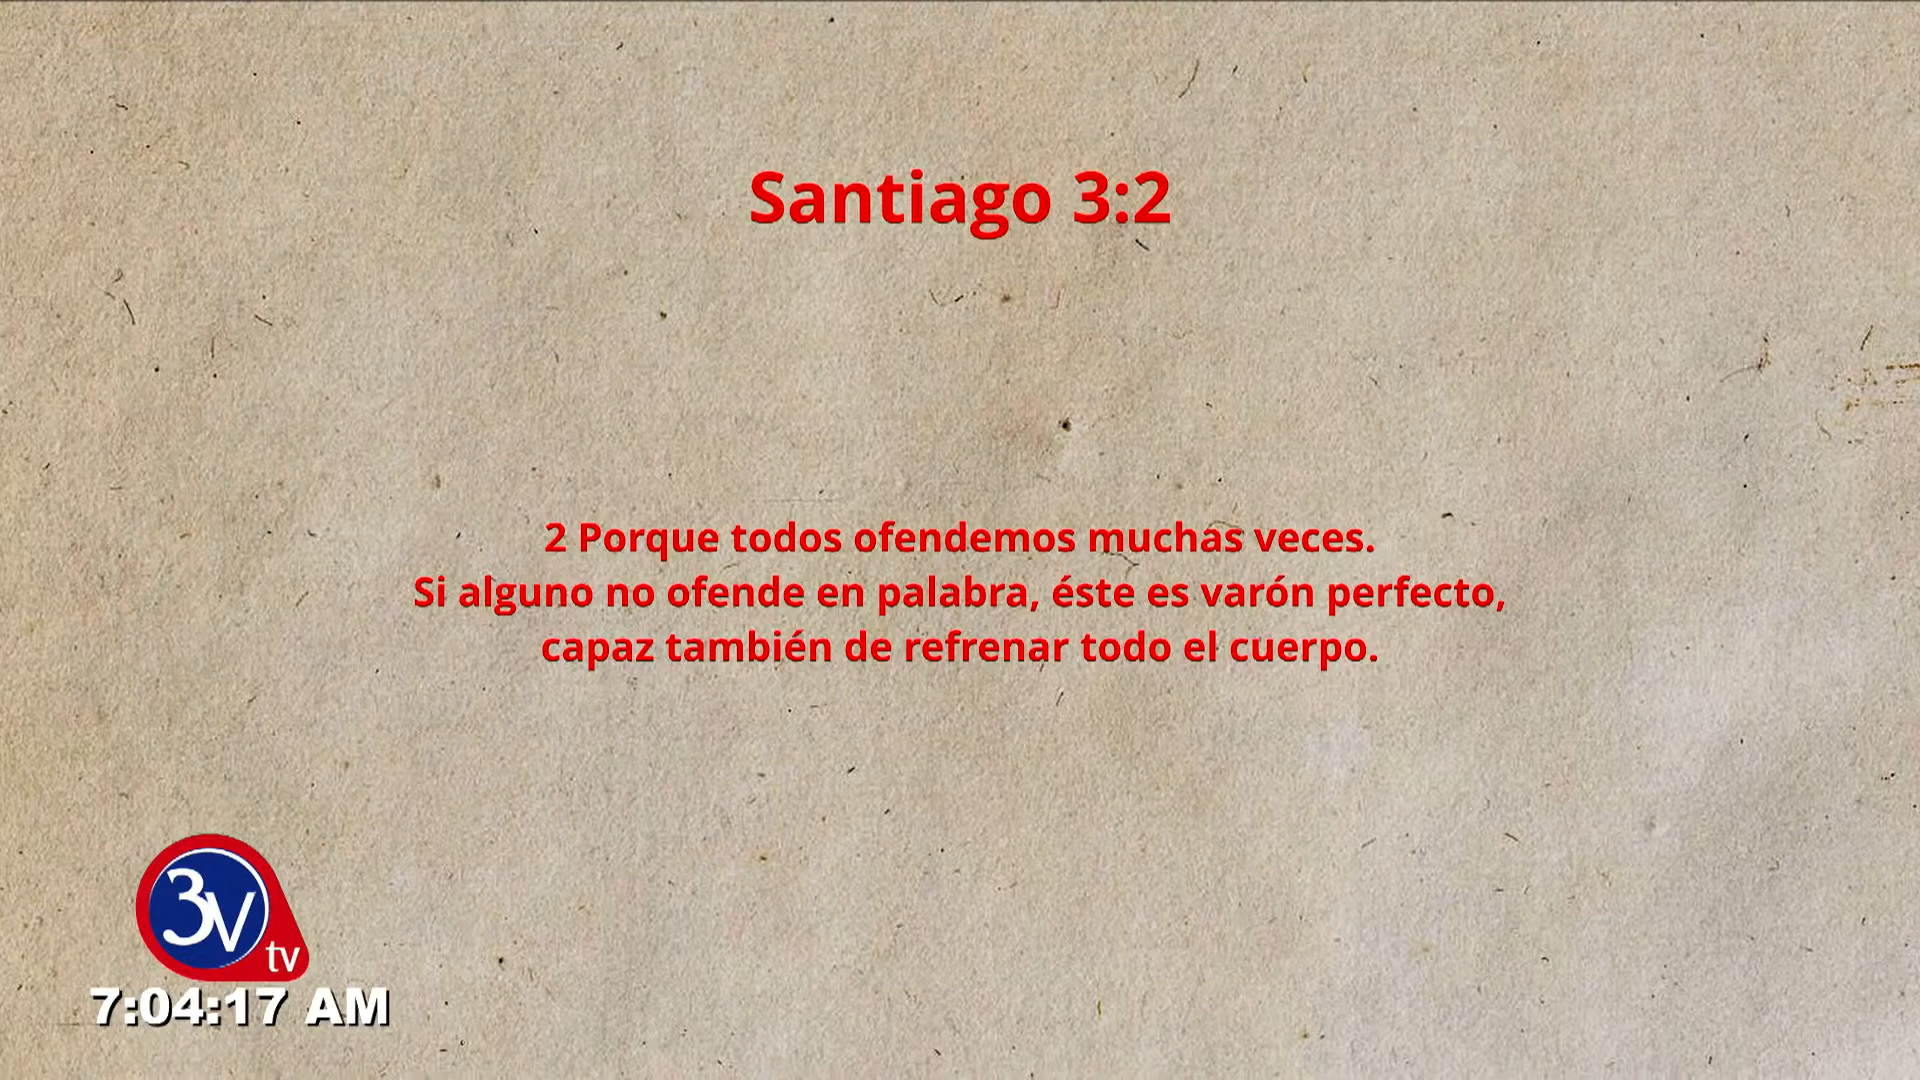 Santiago 3:2
2 Porque todos ofendemos muchas veces.
Si alguno no ofende en palabra, éste es varón perfecto,
capaz también de refrenar todo el cuerpo.
3V
tv
7:04:17 AM